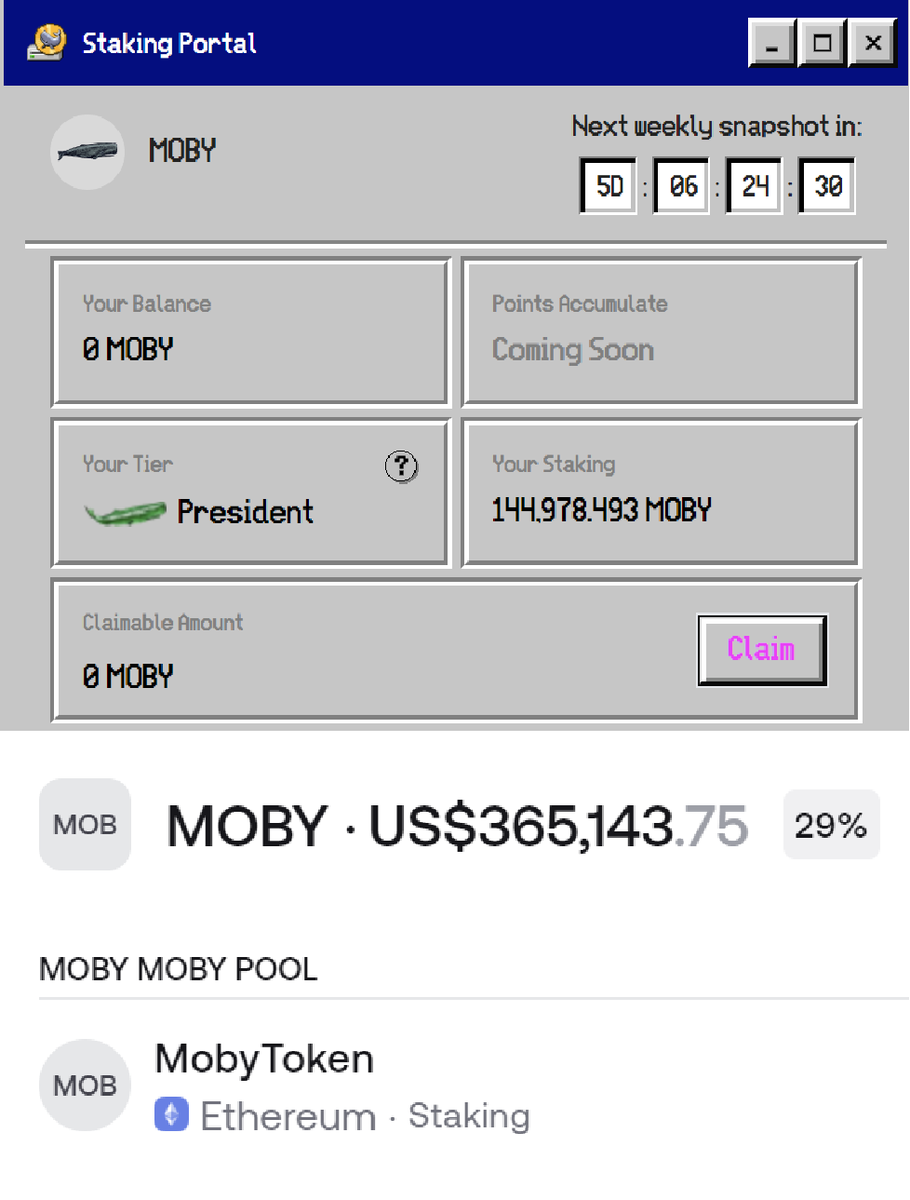 Staking Portal
MOBY
Next weekly snapshot in:
5D : 06 : 24 : 30
Your Balance
0 MOBY
Points Accumulate
Coming Soon
Your Tier
?
President
Your Staking
144,978.493 MOBY
Claimable Amount
0 MOBY
Claim
MOB
MOBY · US$365,143.75
29%
MOBY MOBY POOL
MOB
MobyToken
Ethereum · Staking